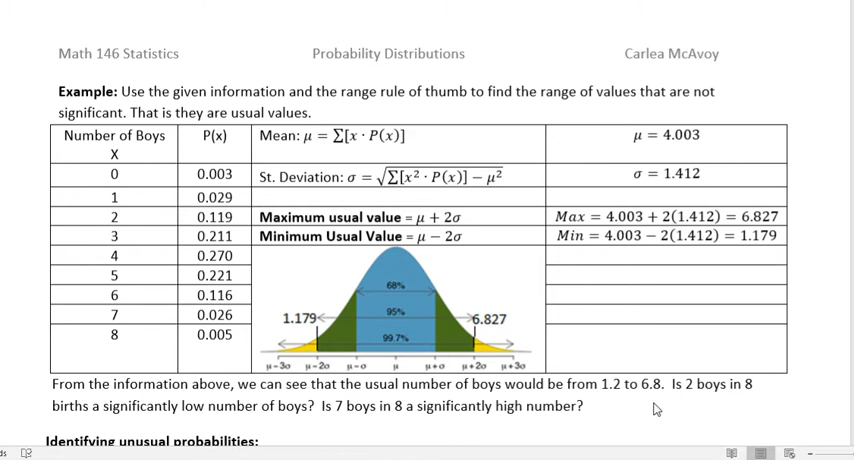 Math 146 Statistics Probability Distributions Carlea McAvoy
Example: Use the given information and the range rule of thumb to find the range of values that are not
significant. That is they are usual values.
Number of Boys X P(x) Mean: μ = Σ[x · P(x)] μ = 4.003
0 0.003 St. Deviation: σ = √Σ[x² · P(x)] − μ² σ = 1.412
1 0.029
2 0.119 Maximum usual value = μ + 2σ Max = 4.003 + 2(1.412) = 6.827
3 0.211 Minimum Usual Value = μ − 2σ Min = 4.003 − 2(1.412) = 1.179
4 0.270
5 0.221
6 0.116
7 0.026
8 0.005
68%
95%
1.179 6.827
99.7%
μ−3σ μ−2σ μ−σ μ μ+σ μ+2σ μ+3σ
From the information above, we can see that the usual number of boys would be from 1.2 to 6.8. Is 2 boys in 8
births a significantly low number of boys? Is 7 boys in 8 a significantly high number?
Identifying unusual probabilities: